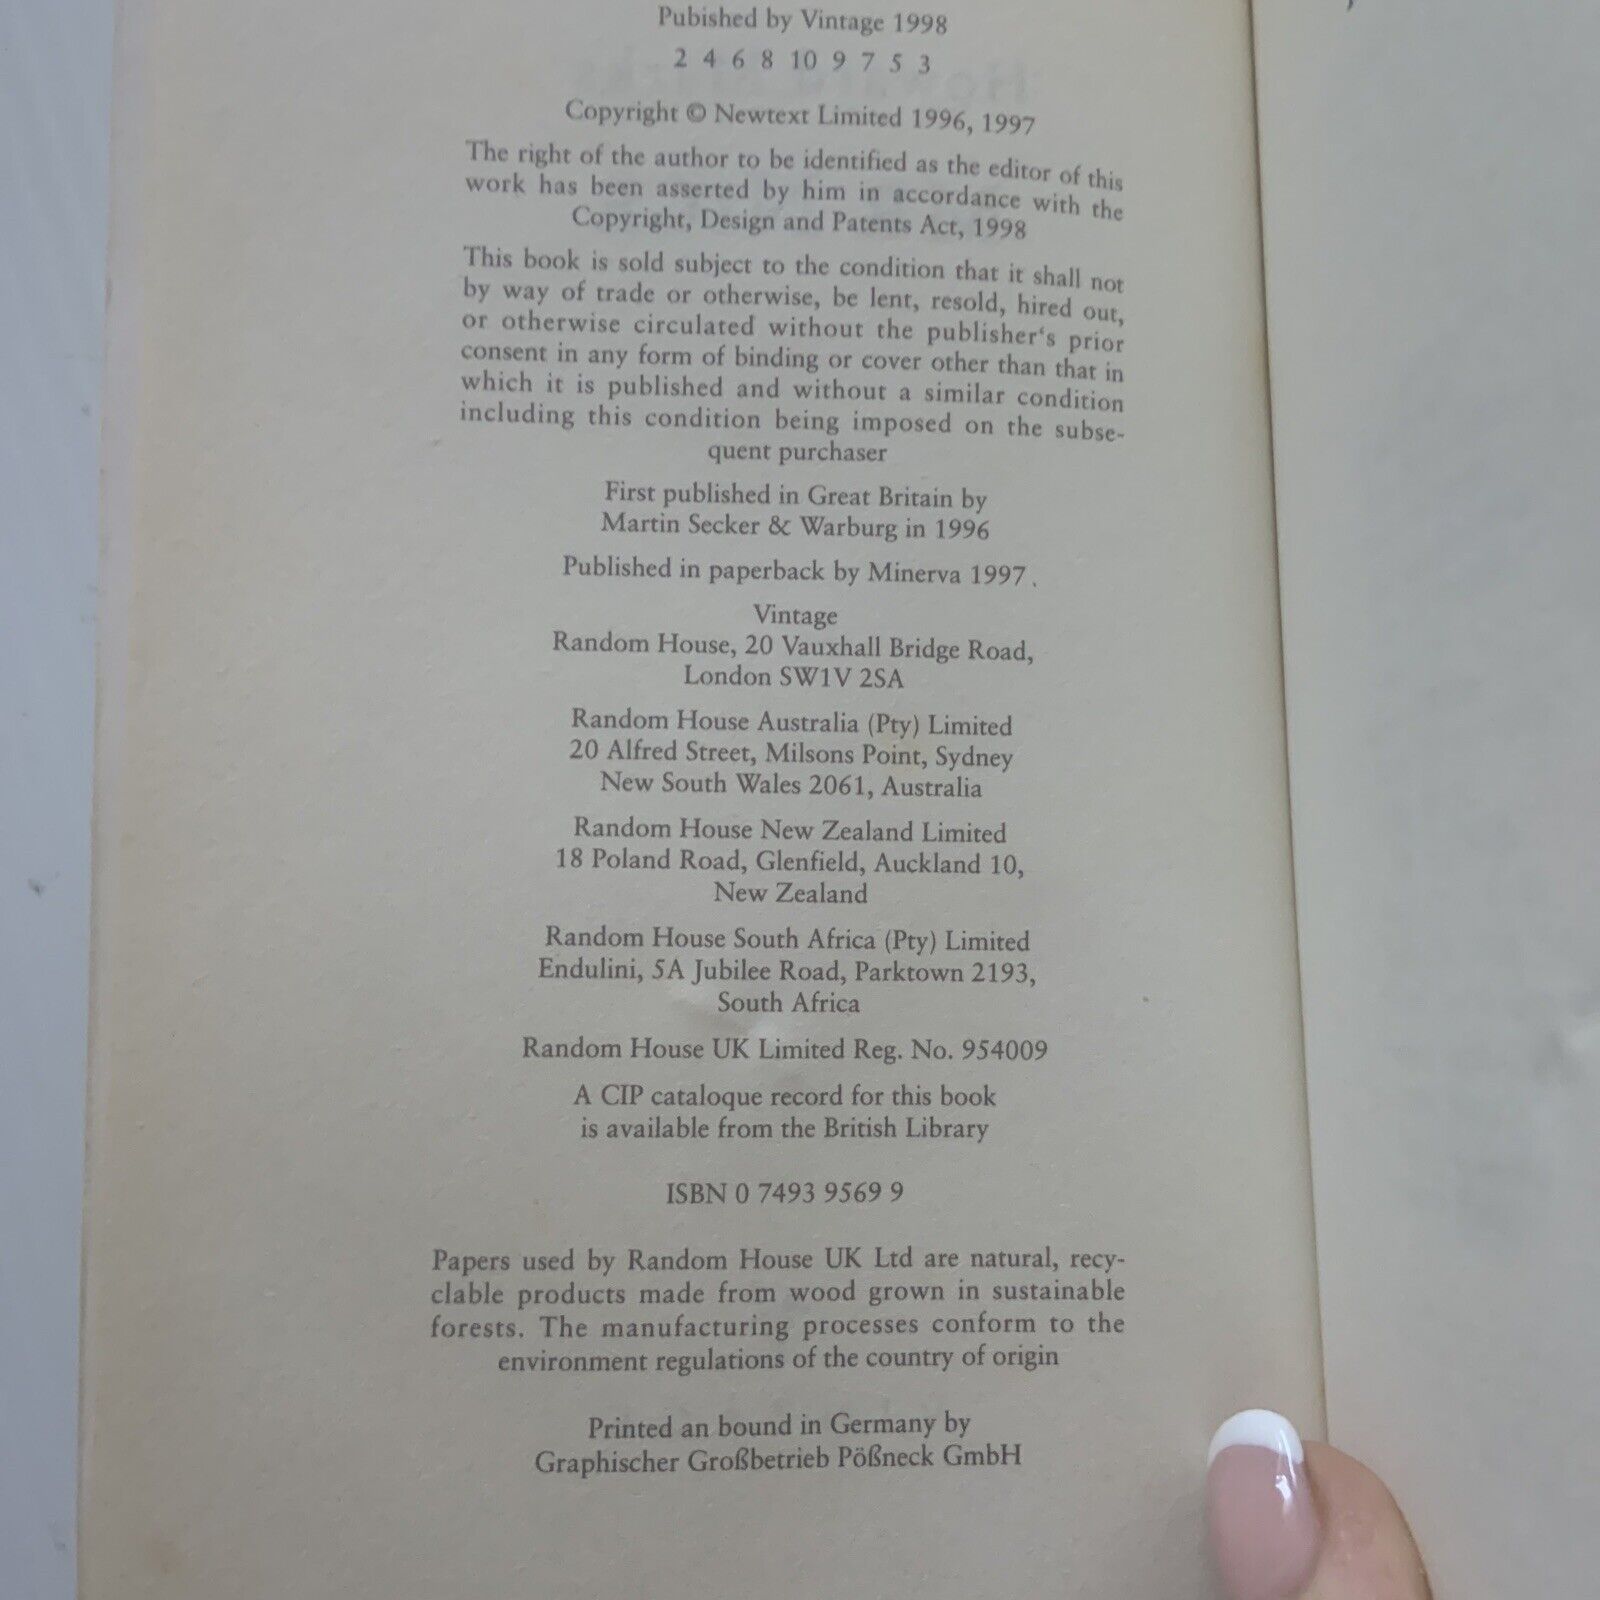 Pubished by Vintage 1998
2 4 6 8 10 9 7 5 3
Copyright © Newtext Limited 1996, 1997
The right of the author to be identified as the editor of this
work has been asserted by him in accordance with the
Copyright, Design and Patents Act, 1998
This book is sold subject to the condition that it shall not
by way of trade or otherwise, be lent, resold, hired out,
or otherwise circulated without the publisher‘s prior
consent in any form of binding or cover other than that in
which it is published and without a similar condition
including this condition being imposed on the subse-
quent purchaser
First published in Great Britain by
Martin Secker & Warburg in 1996
Published in paperback by Minerva 1997.
Vintage
Random House, 20 Vauxhall Bridge Road,
London SW1V 2SA
Random House Australia (Pty) Limited
20 Alfred Street, Milsons Point, Sydney
New South Wales 2061, Australia
Random House New Zealand Limited
18 Poland Road, Glenfield, Auckland 10,
New Zealand
Random House South Africa (Pty) Limited
Endulini, 5A Jubilee Road, Parktown 2193,
South Africa
Random House UK Limited Reg. No. 954009
A CIP cataloque record for this book
is available from the British Library
ISBN 0 7493 9569 9
Papers used by Random House UK Ltd are natural, recy-
clable products made from wood grown in sustainable
forests. The manufacturing processes conform to the
environment regulations of the country of origin
Printed an bound in Germany by
Graphischer Großbetrieb Pößneck GmbH